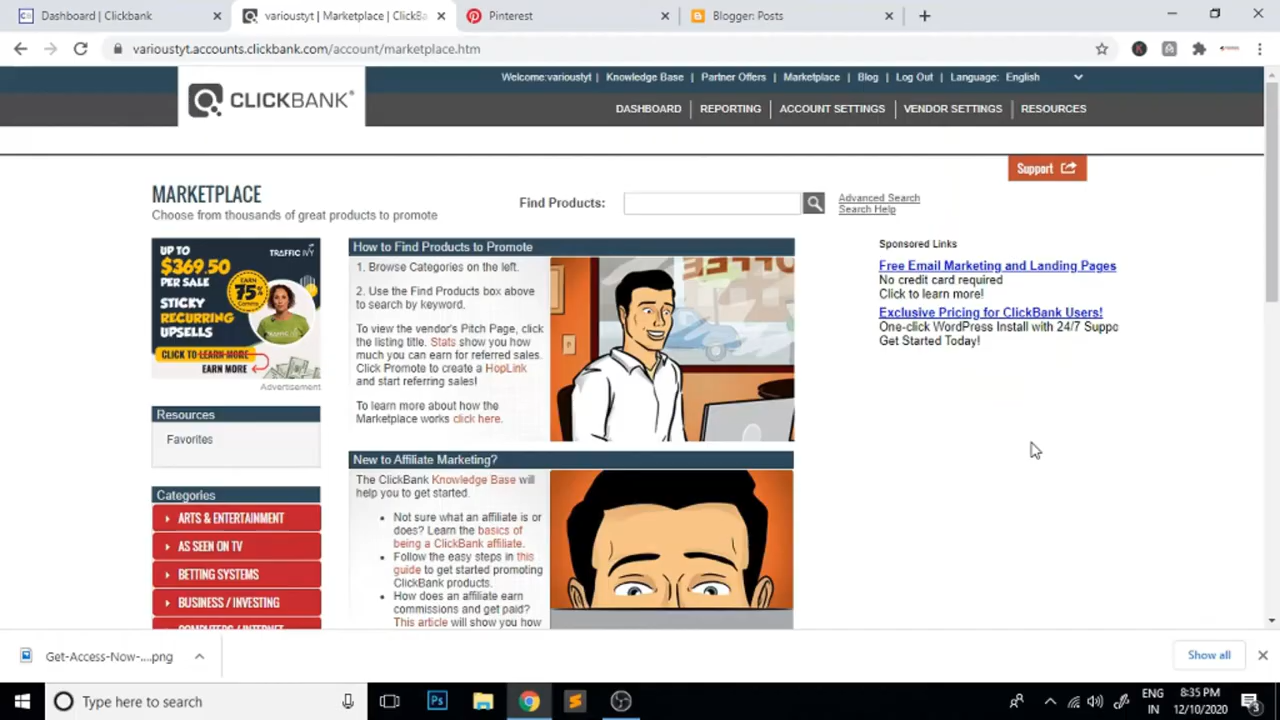 Dashboard | Clickbank
varioustyt | Marketplace | ClickBa
Pinterest
Blogger: Posts
varioustyt.accounts.clickbank.com/account/marketplace.htm
Welcome:varioustyt | Knowledge Base | Partner Offers | Marketplace | Blog | Log Out | Language: English
CLICKBANK®
DASHBOARD | REPORTING | ACCOUNT SETTINGS | VENDOR SETTINGS | RESOURCES
Support
MARKETPLACE
Choose from thousands of great products to promote
Find Products:
Advanced Search
Search Help
UP TO
$369.50
PER SALE
TRAFFIC IVY
EARN
75%
STICKY
RECURRING
UPSELLS
CLICK TO LEARN MORE
EARN MORE
Advertisement
Resources
Favorites
Categories
ARTS & ENTERTAINMENT
AS SEEN ON TV
BETTING SYSTEMS
BUSINESS / INVESTING
COMPUTERS / INTERNET
How to Find Products to Promote
1. Browse Categories on the left.
2. Use the Find Products box above
to search by keyword.
To view the vendor's Pitch Page, click
the listing title. Stats show you how
much you can earn for referred sales.
Click Promote to create a HopLink
and start referring sales!
To learn more about how the
Marketplace works click here.
New to Affiliate Marketing?
The ClickBank Knowledge Base will
help you to get started.
Not sure what an affiliate is or
does? Learn the basics of
being a ClickBank affiliate.
Follow the easy steps in this
guide to get started promoting
ClickBank products.
How does an affiliate earn
commissions and get paid?
This article will show you how
Sponsored Links
Free Email Marketing and Landing Pages
No credit card required
Click to learn more!
Exclusive Pricing for ClickBank Users!
One-click WordPress Install with 24/7 Suppo
Get Started Today!
Get-Access-Now-....png
Show all
Type here to search
Ps
ENG
IN
8:35 PM
12/10/2020
3